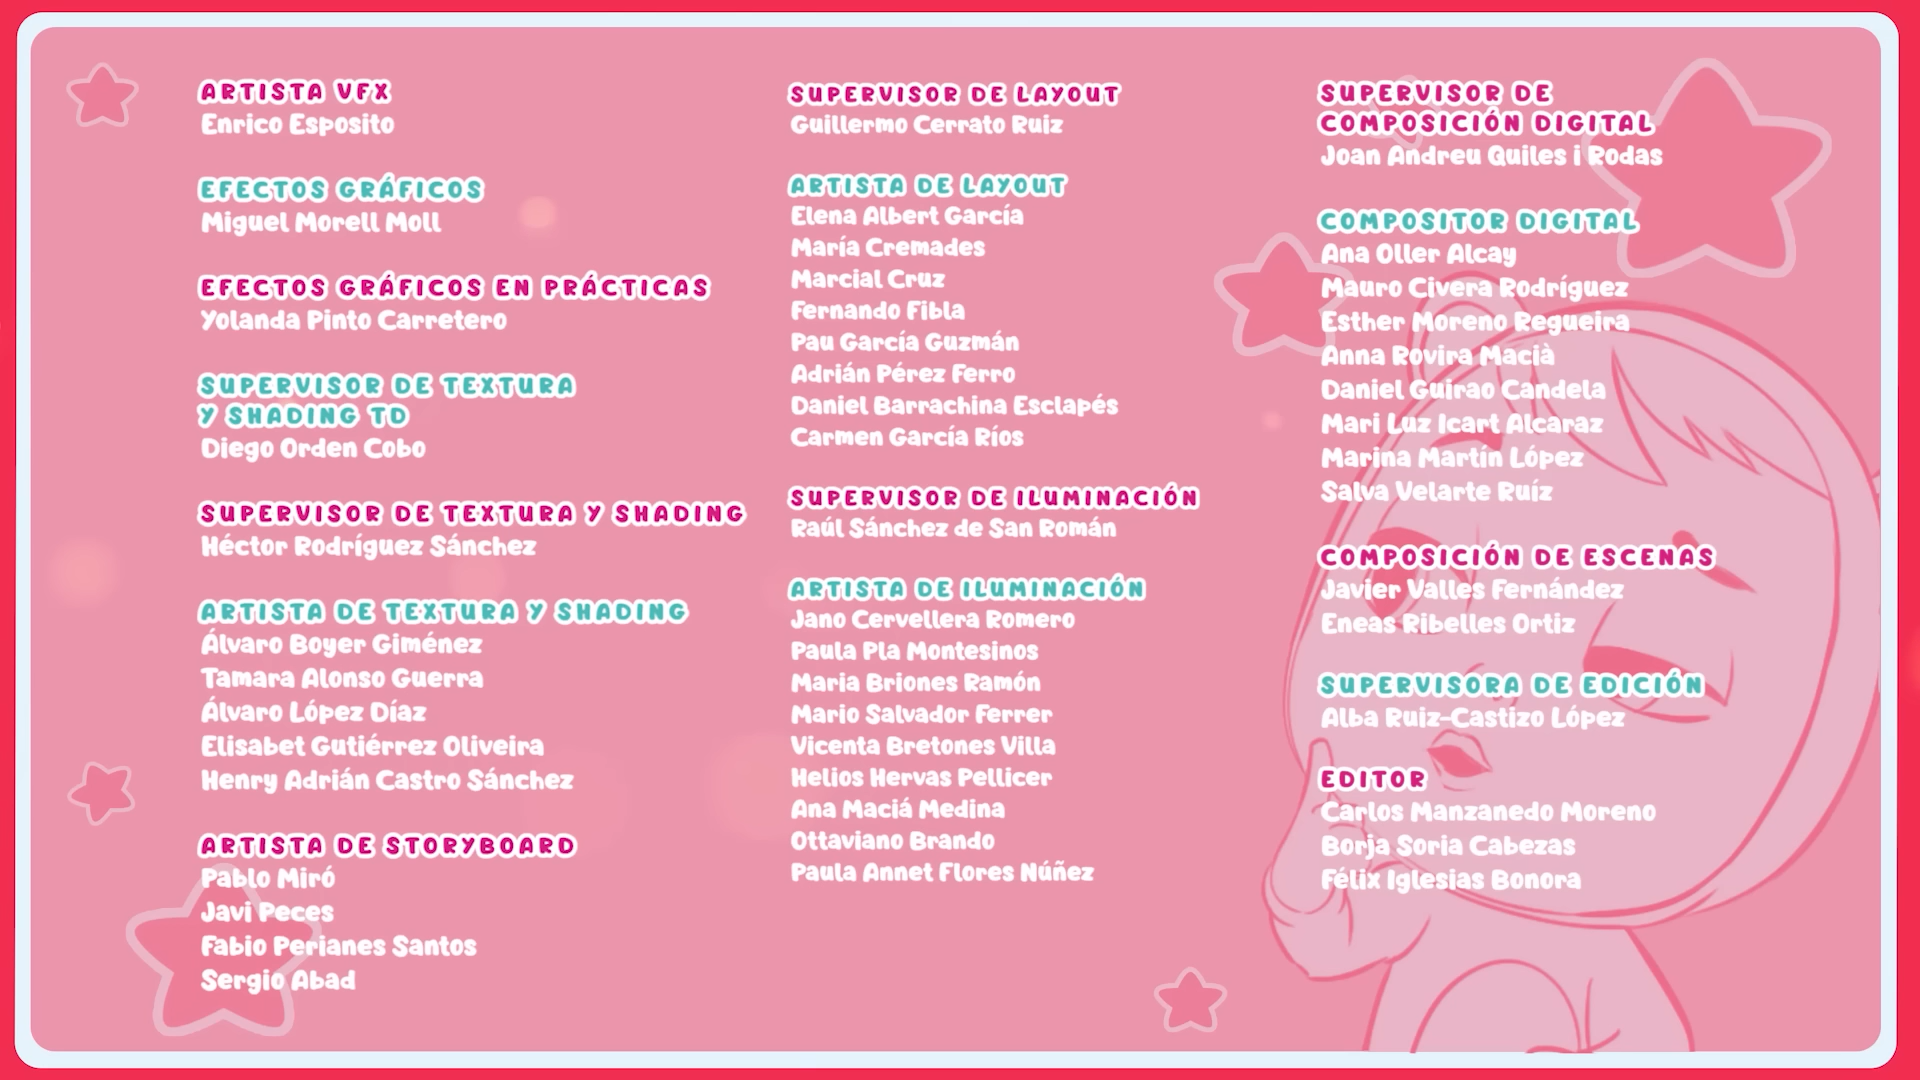 ARTISTA VFX
Enrico Esposito
EFECTOS GRÁFICOS
Miguel Morell Moll
EFECTOS GRÁFICOS EN PRÁCTICAS
Yolanda Pinto Carretero
SUPERVISOR DE TEXTURA
Y SHADING TD
Diego Orden Cobo
SUPERVISOR DE TEXTURA Y SHADING
Héctor Rodríguez Sánchez
ARTISTA DE TEXTURA Y SHADING
Álvaro Boyer Giménez
Tamara Alonso Guerra
Álvaro López Díaz
Elisabet Gutiérrez Oliveira
Henry Adrián Castro Sánchez
ARTISTA DE STORYBOARD
Pablo Miró
Javi Peces
Fabio Perianes Santos
Sergio Abad
SUPERVISOR DE LAYOUT
Guillermo Cerrato Ruiz
ARTISTA DE LAYOUT
Elena Albert García
María Cremades
Marcial Cruz
Fernando Fibla
Pau García Guzmán
Adrián Pérez Ferro
Daniel Barrachina Esclapés
Carmen García Ríos
SUPERVISOR DE ILUMINACIÓN
Raúl Sánchez de San Román
ARTISTA DE ILUMINACIÓN
Jano Cervellera Romero
Paula Pla Montesinos
Maria Briones Ramón
Mario Salvador Ferrer
Vicenta Bretones Villa
Helios Hervas Pellicer
Ana Maciá Medina
Ottaviano Brando
Paula Annet Flores Núñez
SUPERVISOR DE
COMPOSICIÓN DIGITAL
Joan Andreu Quiles i Rodas
COMPOSITOR DIGITAL
Ana Oller Alcay
Mauro Civera Rodríguez
Esther Moreno Regueira
Anna Rovira Macià
Daniel Guirao Candela
Mari Luz Icart Alcaraz
Marina Martín López
Salva Velarte Ruíz
COMPOSICIÓN DE ESCENAS
Javier Valles Fernández
Eneas Ribelles Ortiz
SUPERVISORA DE EDICIÓN
Alba Ruiz-Castizo López
EDITOR
Carlos Manzanedo Moreno
Borja Soria Cabezas
Félix Iglesias Bonora